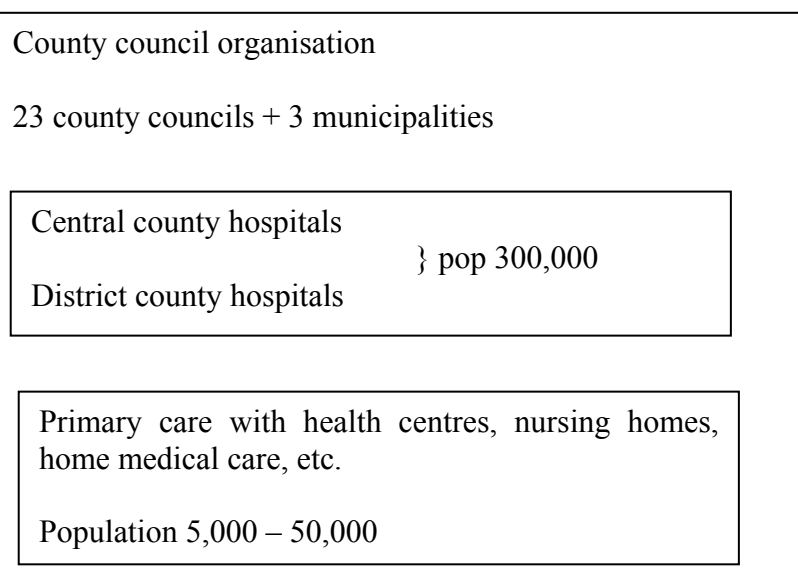 County council organisation
23 county councils + 3 municipalities
Central county hospitals
} pop 300,000
District county hospitals
Primary care with health centres, nursing homes,
home medical care, etc.
Population 5,000 – 50,000